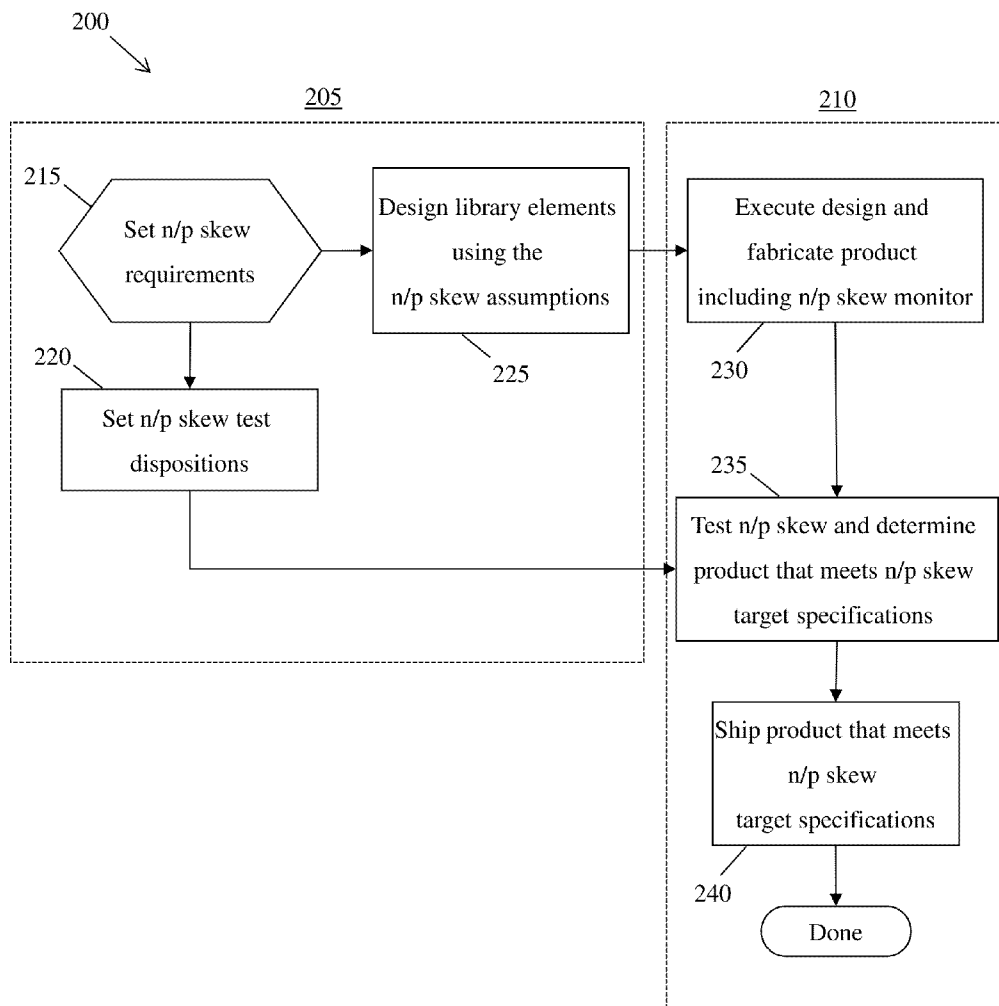 200
205
210
215
Set n/p skew
requirements
Design library elements
using the
n/p skew assumptions
225
Execute design and
fabricate product
including n/p skew monitor
230
220
Set n/p skew test
dispositions
235
Test n/p skew and determine
product that meets n/p skew
target specifications
Ship product that meets
n/p skew
target specifications
240
Done